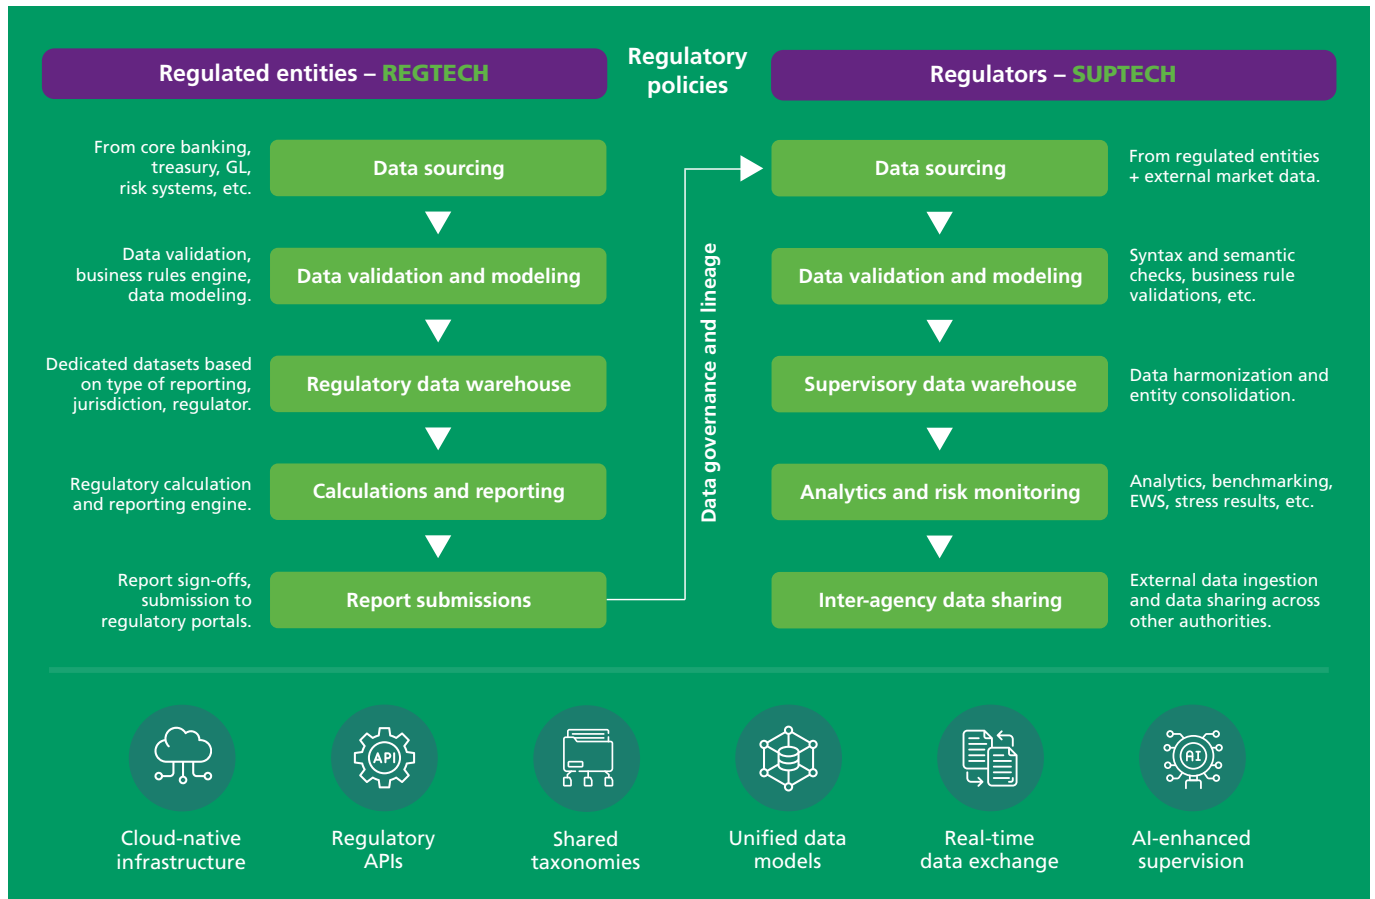 Regulated entities – REGTECH
Regulatory
policies
Regulators – SUPTECH
From core banking,
treasury, GL,
risk systems, etc.
Data sourcing
Data validation,
business rules engine,
data modeling.
Data validation and modeling
Dedicated datasets based
on type of reporting,
jurisdiction, regulator.
Regulatory data warehouse
Regulatory calculation
and reporting engine.
Calculations and reporting
Report sign-offs,
submission to
regulatory portals.
Report submissions
Data governance and lineage
Data sourcing
From regulated entities
+ external market data.
Data validation and modeling
Syntax and semantic
checks, business rule
validations, etc.
Supervisory data warehouse
Data harmonization and
entity consolidation.
Analytics and risk monitoring
Analytics, benchmarking,
EWS, stress results, etc.
Inter-agency data sharing
External data ingestion
and data sharing across
other authorities.
Cloud-native
infrastructure
API
Regulatory
APIs
Shared
taxonomies
Unified data
models
Real-time
data exchange
AI
AI-enhanced
supervision